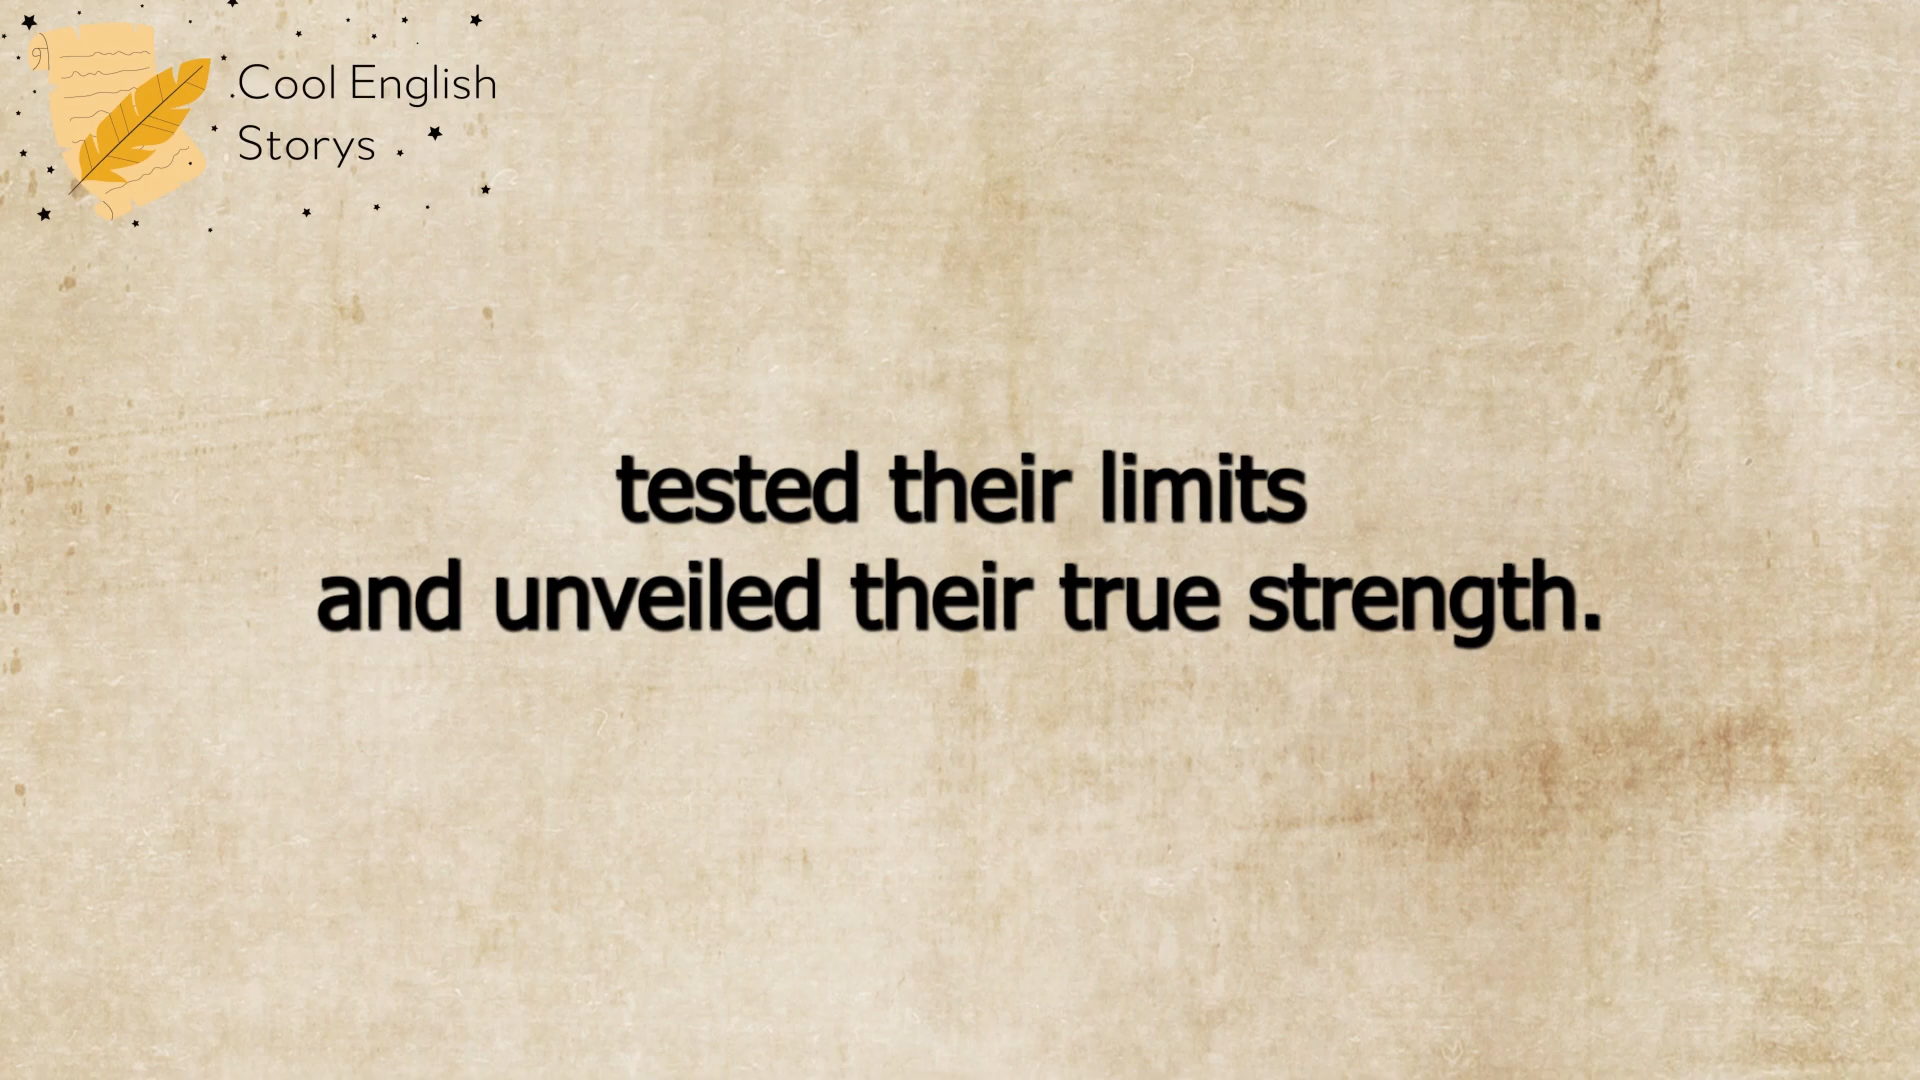 Cool English
Storys
tested their limits
and unveiled their true strength.